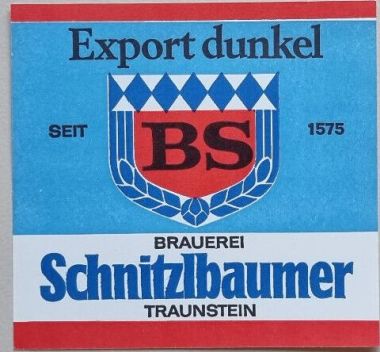 Export dunkel
BS
SEIT 1575
BRAUEREI
Schnitzlbaumer
TRAUNSTEIN